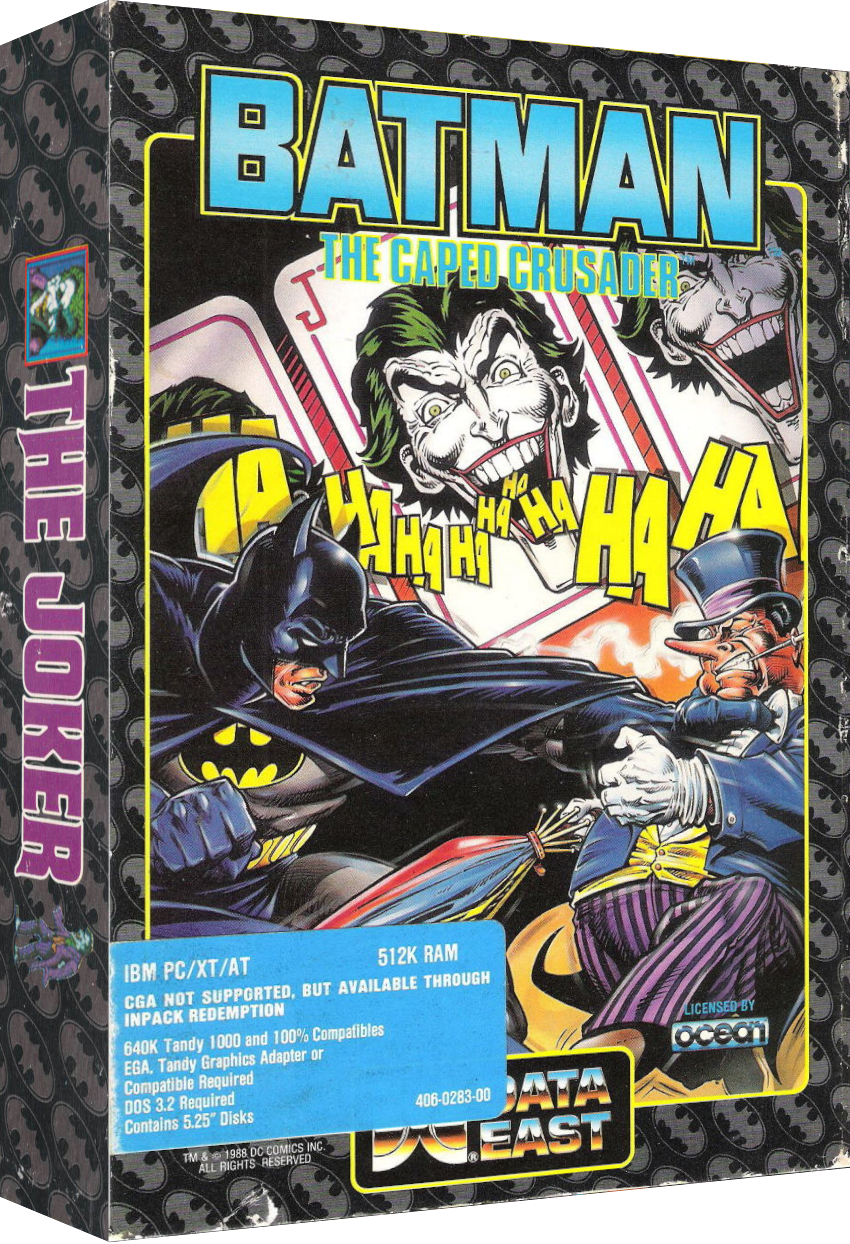 BATMAN
THE CAPED CRUSADER™
J
HA
HA
HA
HA
HA
HA
HA
HA
HA
HA
THE JOKER
IBM PC/XT/AT
512K RAM
CGA NOT SUPPORTED, BUT AVAILABLE THROUGH
INPACK REDEMPTION
640K Tandy 1000 and 100% Compatibles
EGA, Tandy Graphics Adapter or
Compatible Required
DOS 3.2 Required
Contains 5.25" Disks
406-0283-00
LICENSED BY
ocean
DATA
EAST®
TM & © 1988 DC COMICS INC.
ALL RIGHTS RESERVED